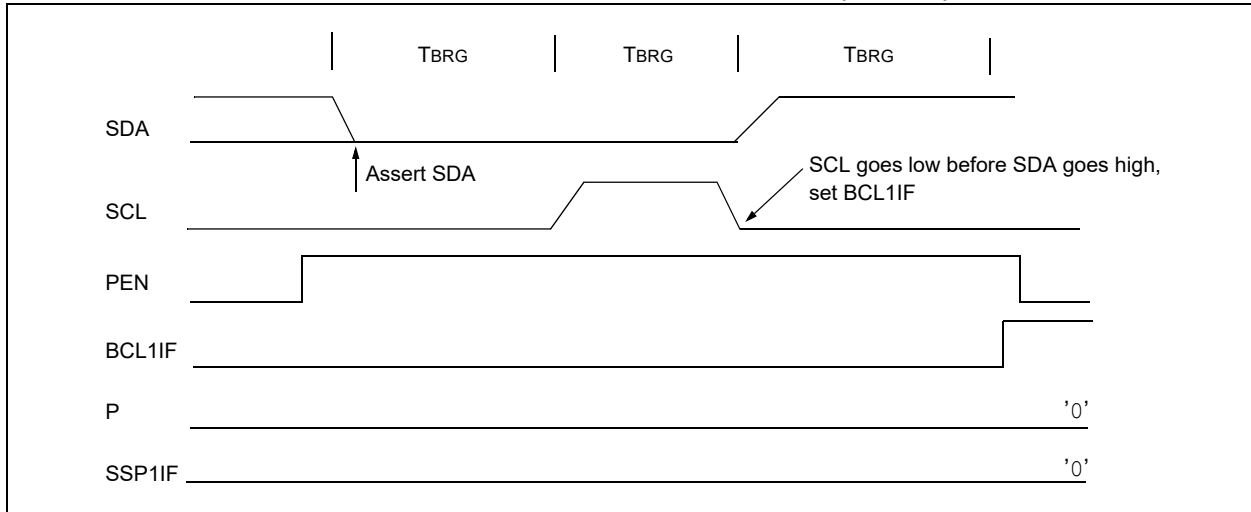 TBRG TBRG TBRG
SDA
Assert SDA
SCL goes low before SDA goes high,
set BCL1IF
SCL
PEN
BCL1IF
P '0'
SSP1IF '0'